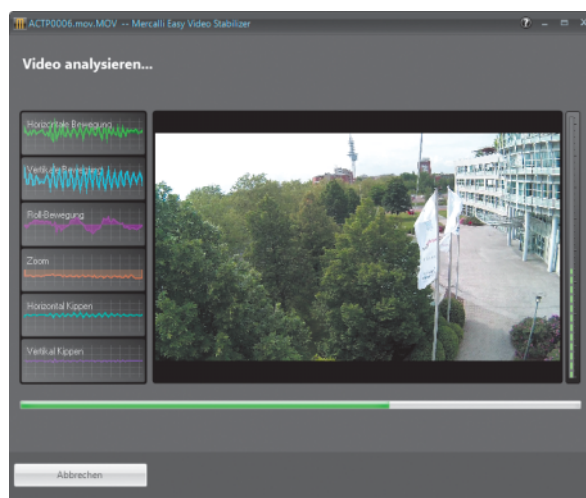 ACTP0006.mov.MOV -- Mercalli Easy Video Stabilizer
Video analysieren...
Horizontale Bewegung
Vertikale Bewegung
Roll-Bewegung
Zoom
Horizontal Kippen
Vertikal Kippen
Abbrechen